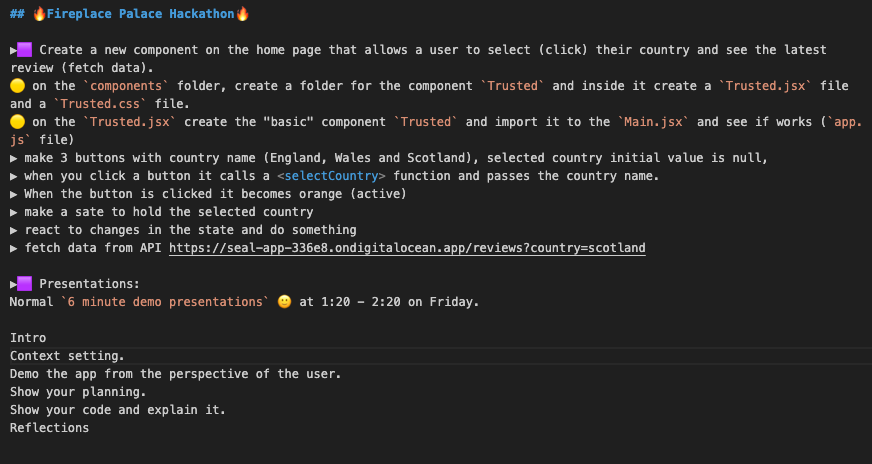 ## 🔥Fireplace Palace Hackathon🔥
▶🟪 Create a new component on the home page that allows a user to select (click) their country and see the latest
review (fetch data).
🟡 on the `components` folder, create a folder for the component `Trusted` and inside it create a `Trusted.jsx` file
and a `Trusted.css` file.
🟡 on the `Trusted.jsx` create the "basic" component `Trusted` and import it to the `Main.jsx` and see if works (`app.
js` file)
▶ make 3 buttons with country name (England, Wales and Scotland), selected country initial value is null,
▶ when you click a button it calls a <selectCountry> function and passes the country name.
▶ When the button is clicked it becomes orange (active)
▶ make a sate to hold the selected country
▶ react to changes in the state and do something
▶ fetch data from API https://seal-app-336e8.ondigitalocean.app/reviews?country=scotland
▶🟪 Presentations:
Normal `6 minute demo presentations` 🙂 at 1:20 - 2:20 on Friday.
Intro
Context setting.
Demo the app from the perspective of the user.
Show your planning.
Show your code and explain it.
Reflections